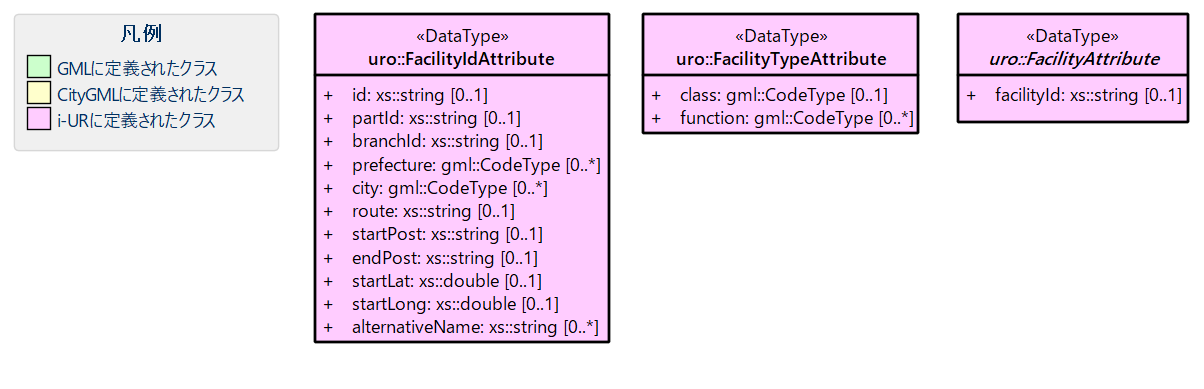 凡例
GMLに定義されたクラス
CityGMLに定義されたクラス
i-URに定義されたクラス
«DataType»
uro::FacilityIdAttribute
+ id: xs::string [0..1]
+ partId: xs::string [0..1]
+ branchId: xs::string [0..1]
+ prefecture: gml::CodeType [0..*]
+ city: gml::CodeType [0..*]
+ route: xs::string [0..1]
+ startPost: xs::string [0..1]
+ endPost: xs::string [0..1]
+ startLat: xs::double [0..1]
+ startLong: xs::double [0..1]
+ alternativeName: xs::string [0..*]
«DataType»
uro::FacilityTypeAttribute
+ class: gml::CodeType [0..1]
+ function: gml::CodeType [0..*]
«DataType»
uro::FacilityAttribute
+ facilityId: xs::string [0..1]